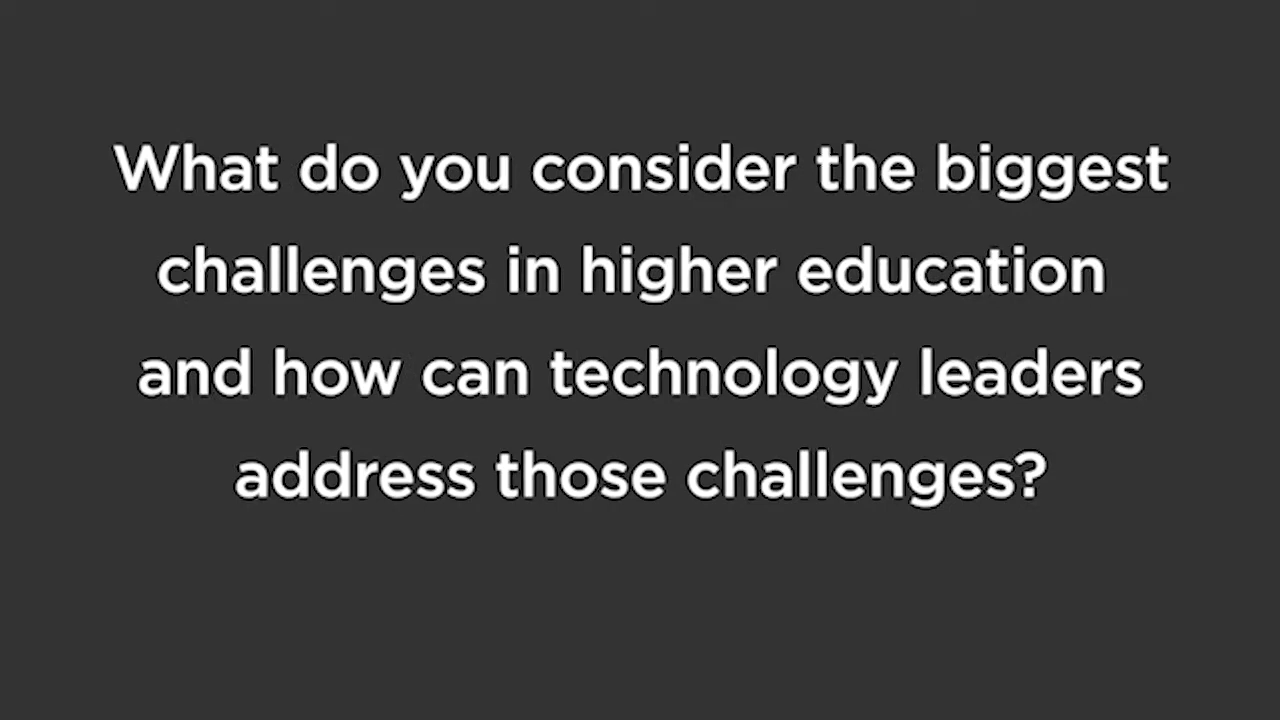 What do you consider the biggest
challenges in higher education
and how can technology leaders
address those challenges?